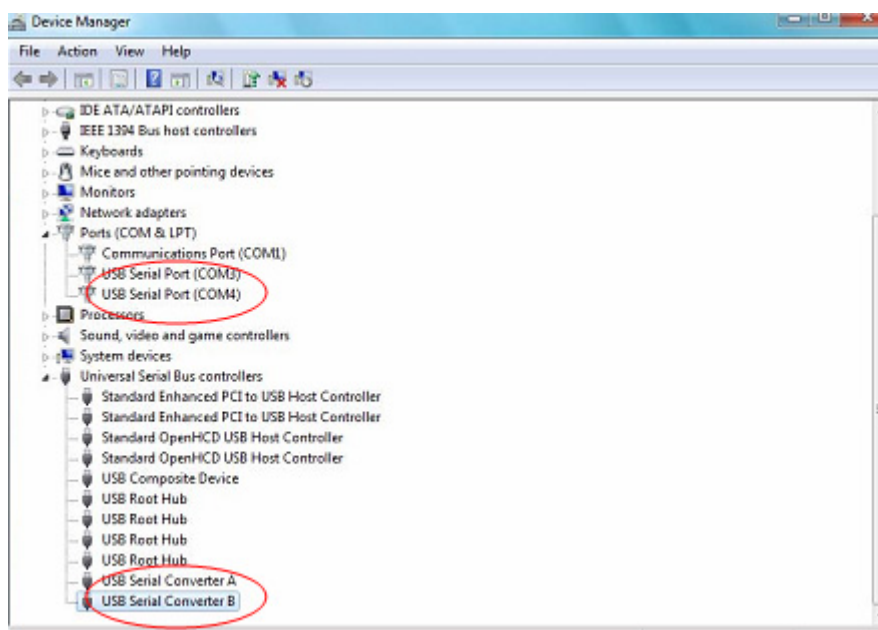 Device Manager
File Action View Help
IDE ATA/ATAPI controllers
IEEE 1394 Bus host controllers
Keyboards
Mice and other pointing devices
Monitors
Network adapters
Ports (COM & LPT)
Communications Port (COM1)
USB Serial Port (COM3)
USB Serial Port (COM4)
Processors
Sound, video and game controllers
System devices
Universal Serial Bus controllers
Standard Enhanced PCI to USB Host Controller
Standard Enhanced PCI to USB Host Controller
Standard OpenHCD USB Host Controller
Standard OpenHCD USB Host Controller
USB Composite Device
USB Root Hub
USB Root Hub
USB Root Hub
USB Root Hub
USB Serial Converter A
USB Serial Converter B